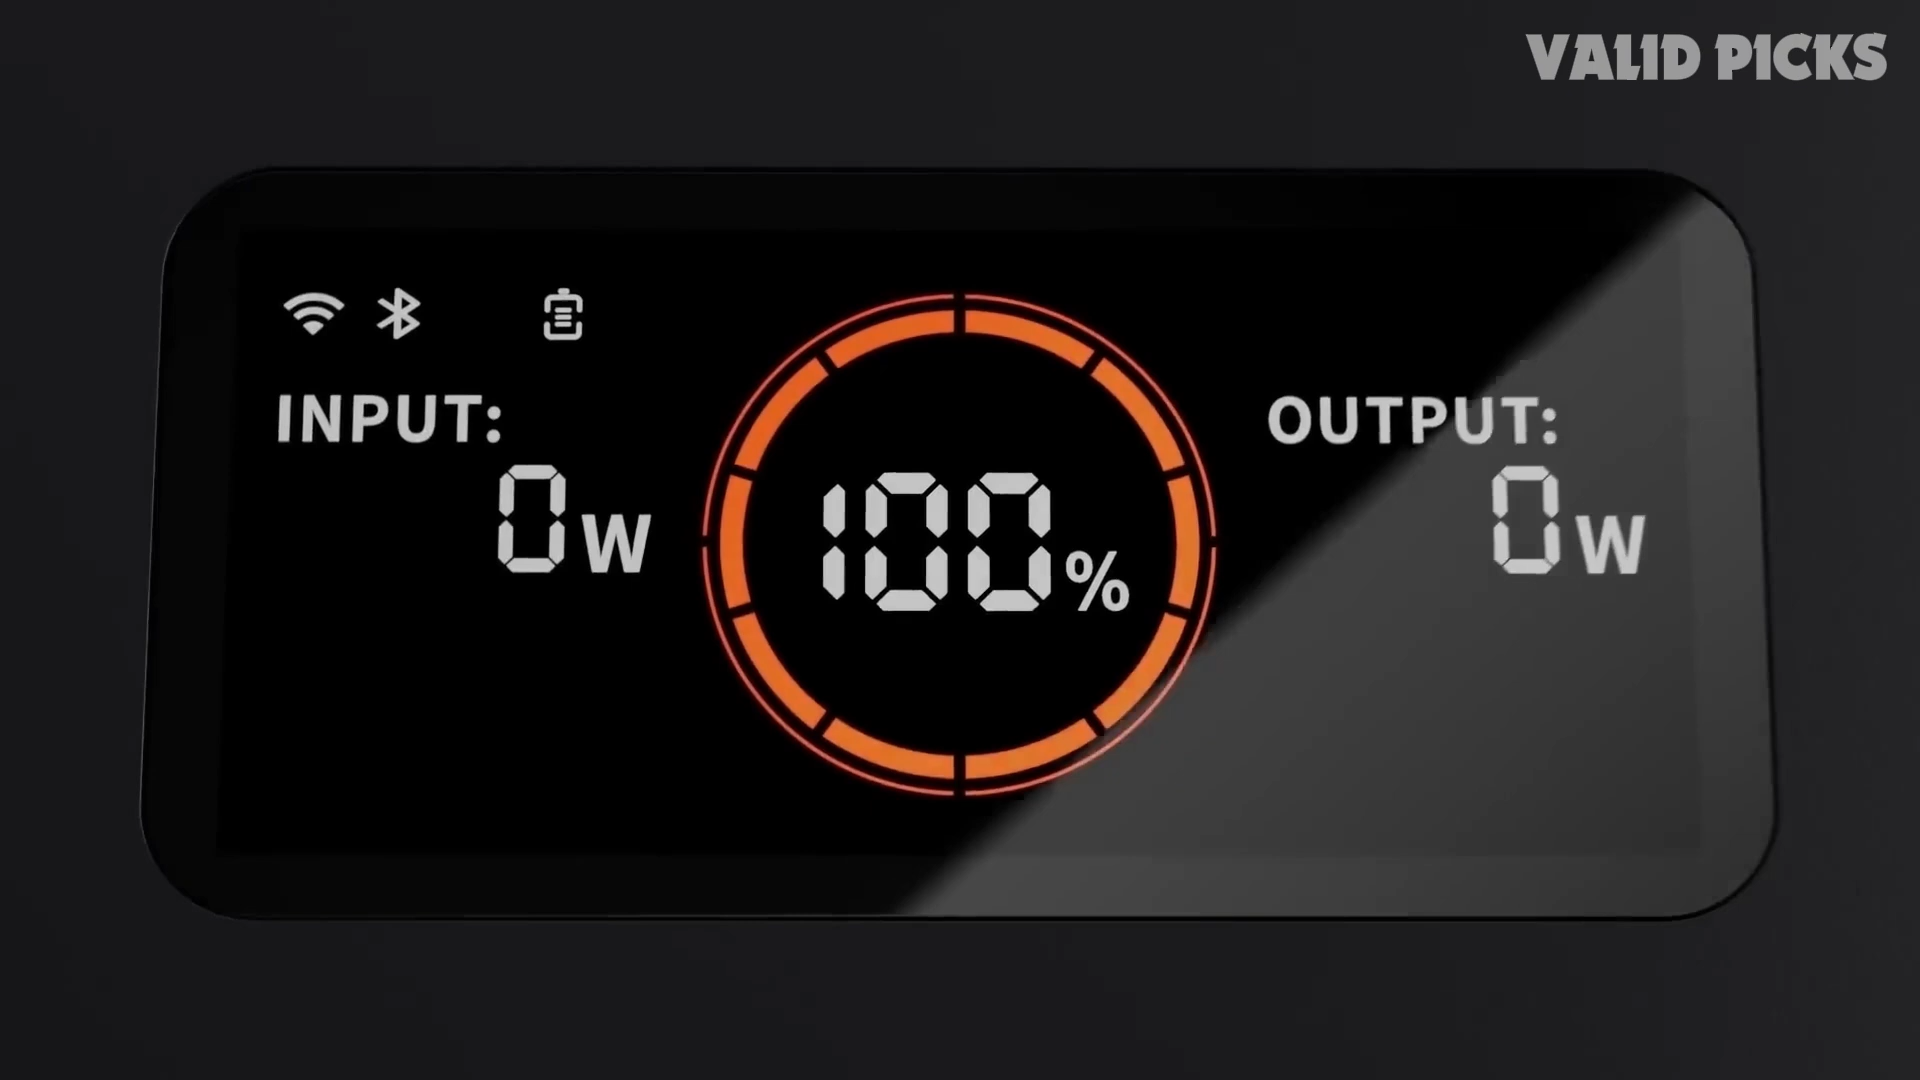 VALID PICKS
INPUT:
0W
100%
OUTPUT:
0W